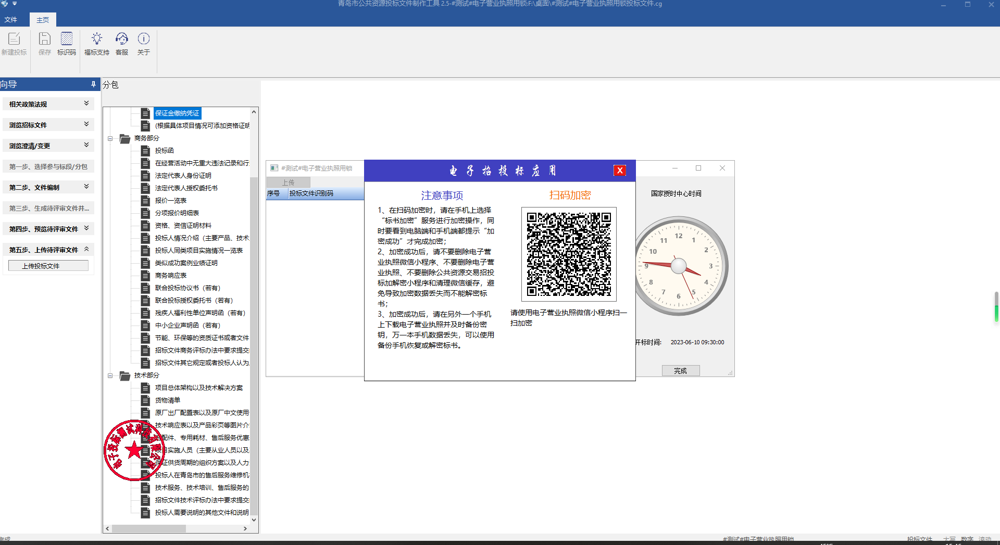 青岛市公共资源投标文件制作工具 2.5-#测试#电子营业执照用锁:F:\桌面\#测试#电子营业执照用锁投标文件.cg
文件
主页
新建投标
保存
标识码
福标支持
客服
关于
向导
相关政策法规
浏览招标文件
浏览澄清/变更
第一步、选择参与标段/分包
第二步、文件编制
第三步、生成待评审文件并...
第四步、预览待评审文件
第五步、上传待评审文件
上传投标文件
分包
保证金缴纳凭证
(根据具体项目情况可添加资格证明
商务部分
投标函
在经营活动中无重大违法记录和行
法定代表人身份证明
法定代表人授权委托书
报价一览表
分项报价明细表
资格、资信证明材料
投标人情况介绍（主要产品、技术
投标人同类项目实施情况一览表
类似成功案例业绩证明
商务响应表
联合投标协议书（若有）
联合投标授权委托书（若有）
残疾人福利性单位声明函（若有）
中小企业声明函（若有）
节能、环保等的资质证书或者文件
招标文件商务评标办法中要求提交
招标文件其它规定或者投标人认为
技术部分
项目总体架构以及技术解决方案
货物清单
原厂出厂配置表以及原厂中文使用
技术响应表以及产品彩页等图片介
配件、专用耗材、售后服务优惠
项目实施人员（主要从业人员以及
保证供货周期的组织方案以及人力
投标人在青岛市的售后服务维修机
技术服务、技术培训、售后服务的
招标文件技术评标办法中要求提交
投标人需要说明的其他文件和说明
#测试#电子营业执照用锁
上传
序号
投标文件识别码
电子招投标应用
X
注意事项
1、在扫码加密时，请在手机上选择
“标书加密”服务进行加密操作，同
时要看到电脑端和手机端都提示“加
密成功”才完成加密；
2、加密成功后，请不要删除电子营
业执照微信小程序、不要删除电子营
业执照、不要删除公共资源交易招投
标加解密小程序和清理微信缓存，避
免导致加密数据丢失而不能解密标
书；
3、加密成功后，请在另外一个手机
上下载电子营业执照并及时备份密
钥，万一本手机数据丢失，可以使用
备份手机恢复或解密标书。
扫码加密
请使用电子营业执照微信小程序扫一
扫加密
国家授时中心时间
12
1
2
3
4
5
6
7
8
9
10
11
开标时间:
2023-06-10 09:30:00
完成
完成
#测试#电子营业执照用锁
投标文件
大写
数字
滚动